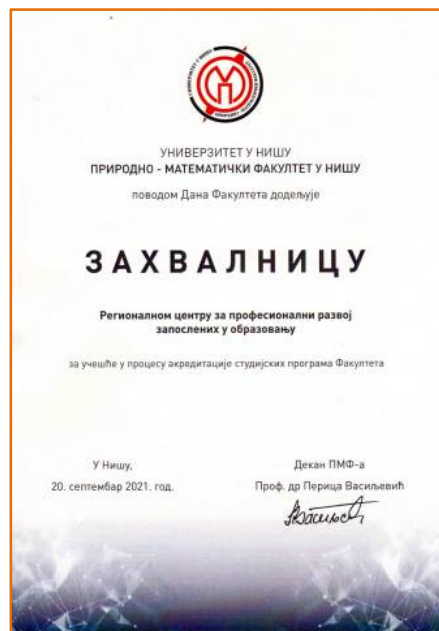 УНИВЕРЗИТЕТ У НИШУ
ПРИРОДНО - МАТЕМАТИЧКИ ФАКУЛТЕТ У НИШУ
поводом Дана Факултета додељује
ЗАХВАЛНИЦУ
Регионалном центру за професионални развој
запослених у образовању
за учешће у процесу акредитације студијских програма Факултета
У Нишу,
20. септембар 2021. год.
Декан ПМФ-а
Проф. др Перица Васиљевић